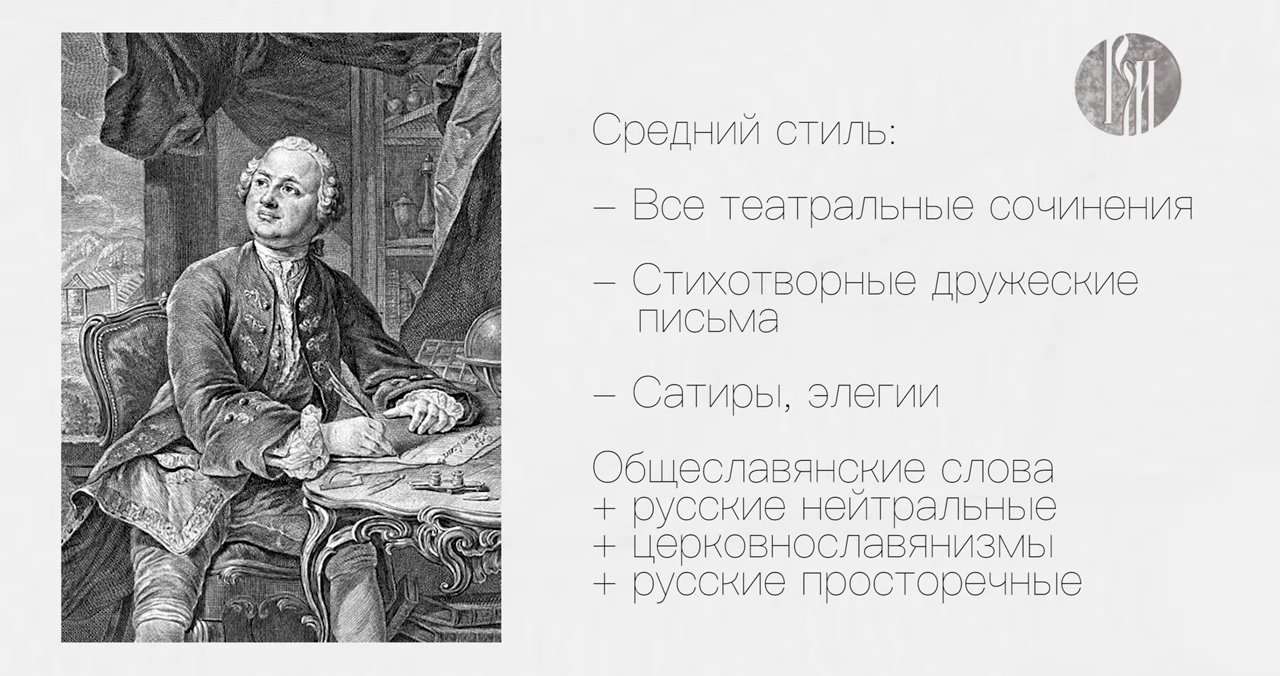 Средний стиль:
– Все театральные сочинения
– Стихотворные дружеские
письма
– Сатиры, элегии
Общеславянские слова
+ русские нейтральные
+ церковнославянизмы
+ русские просторечные